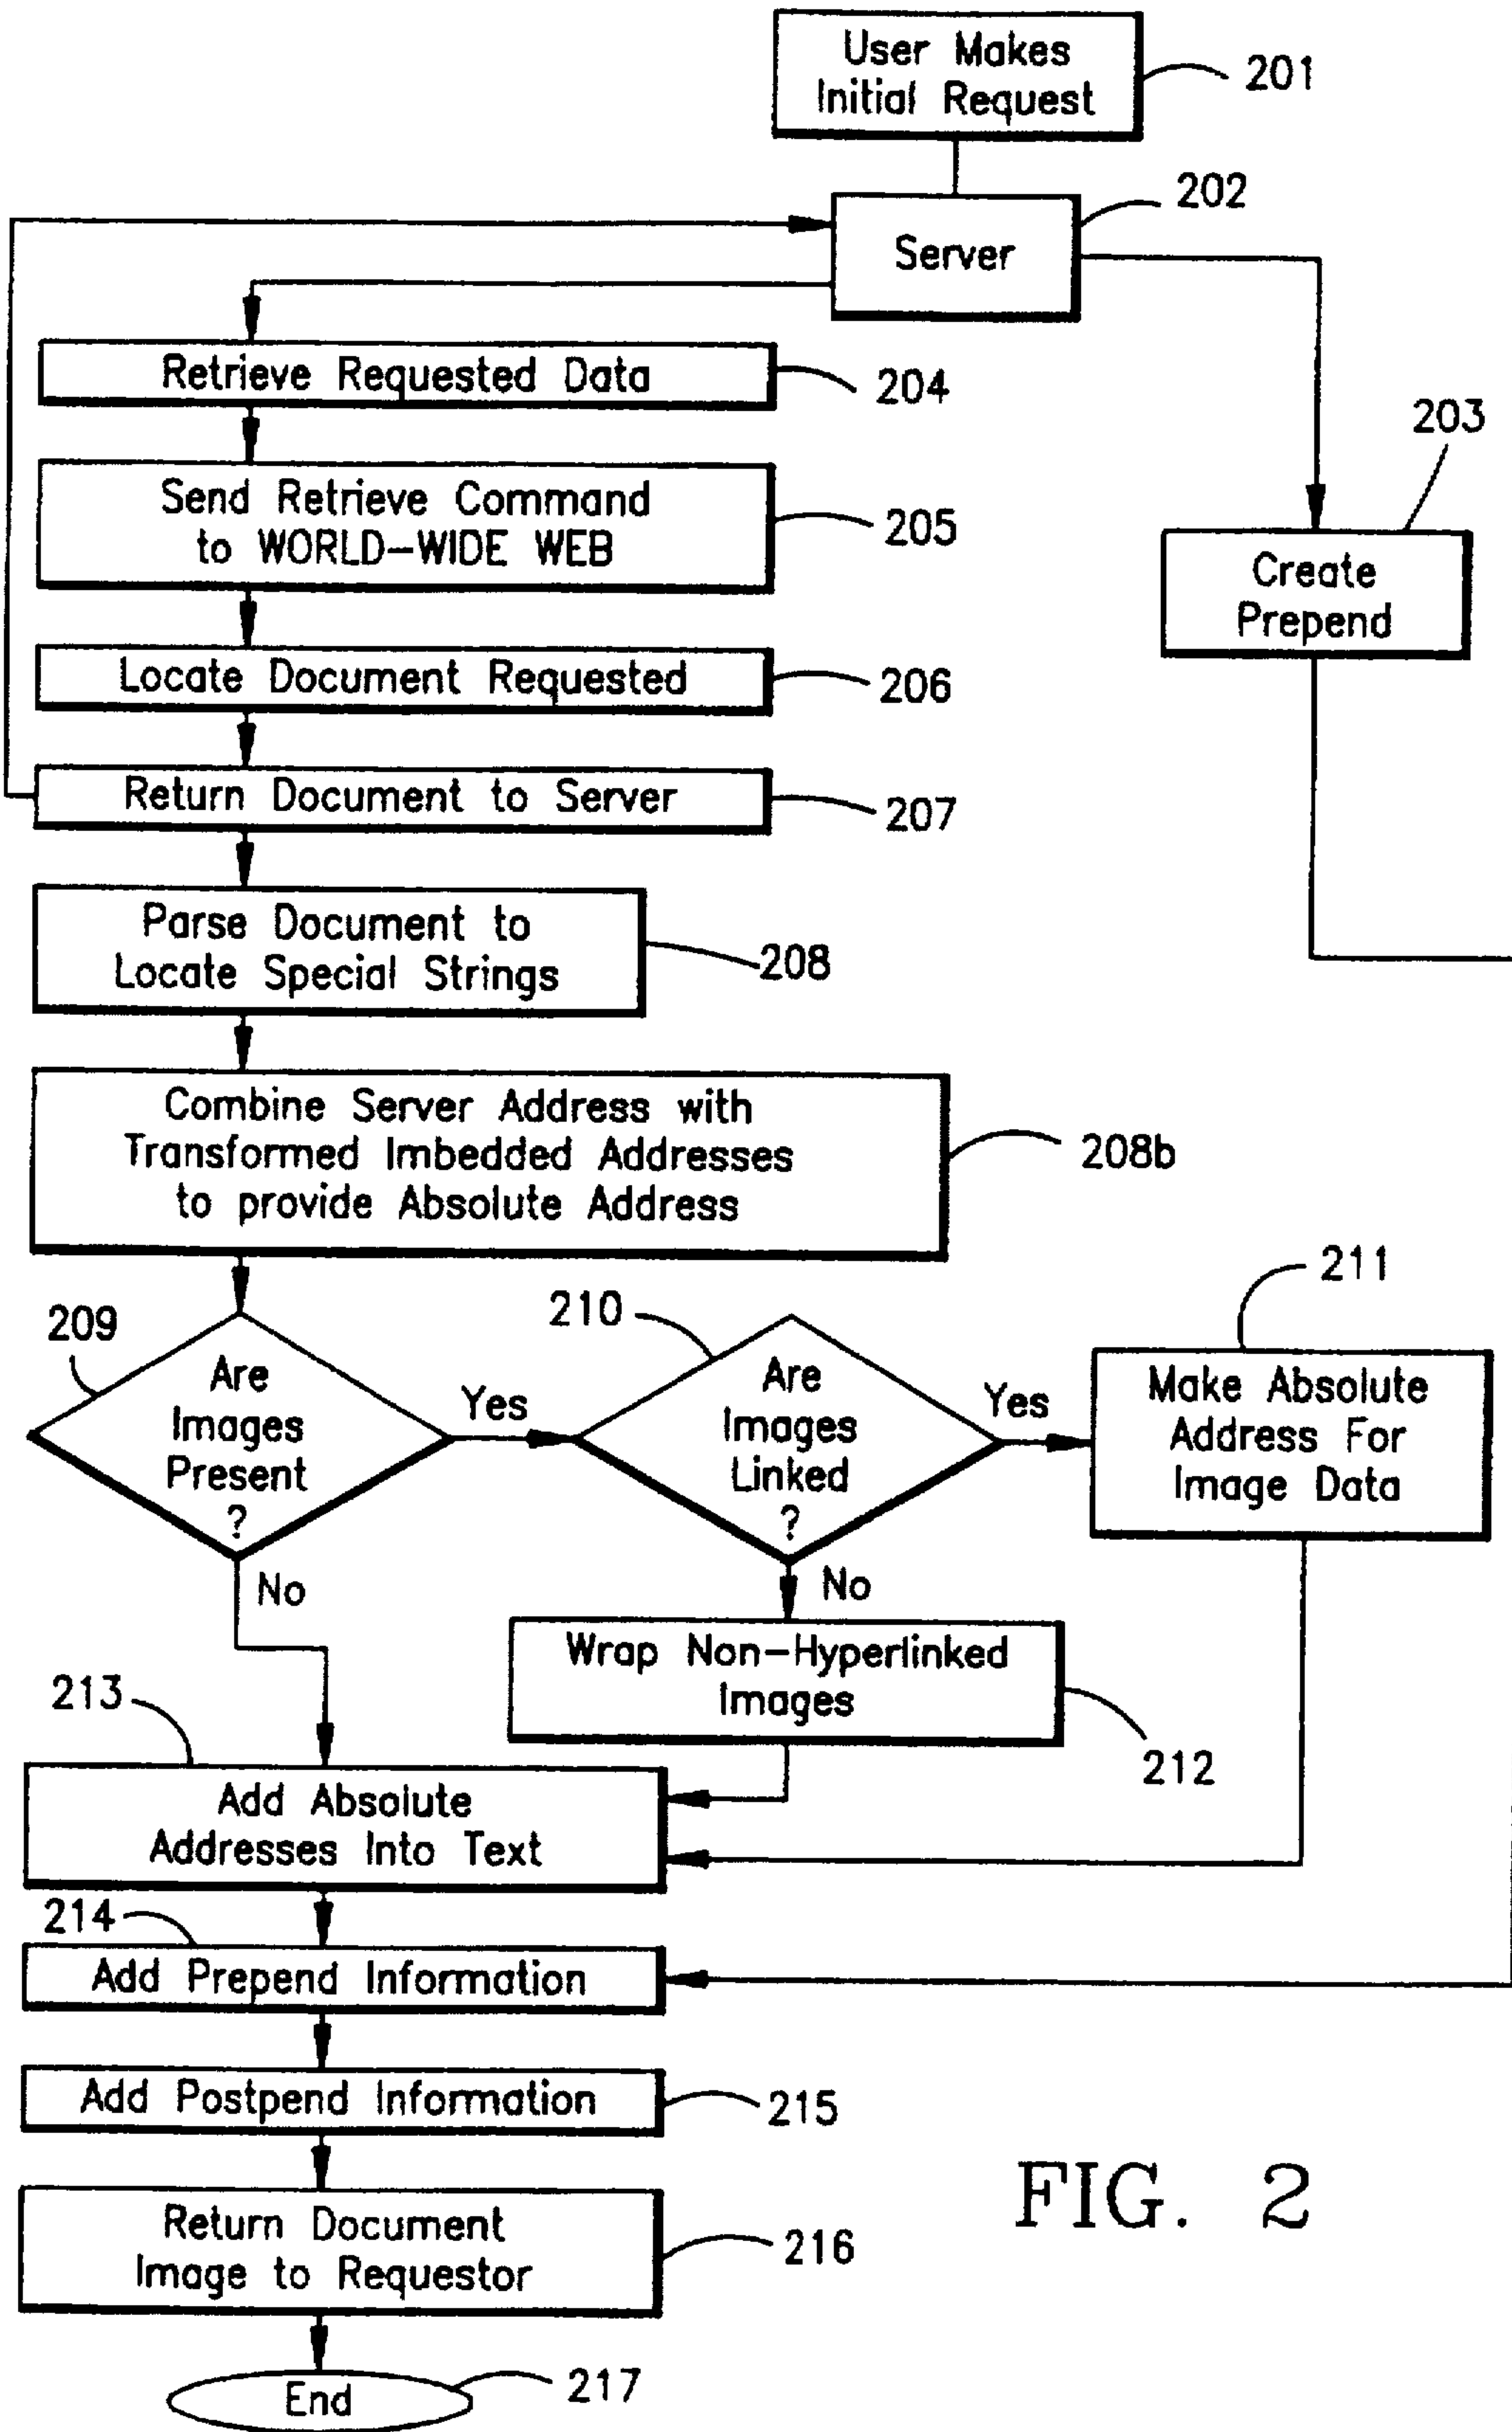 User Makes
Initial Request
201
202
Server
Retrieve Requested Data
204
203
Send Retrieve Command
to WORLD-WIDE WEB
205
Create
Prepend
Locate Document Requested
206
Return Document to Server
207
Parse Document to
Locate Special Strings
208
Combine Server Address with
Transformed Imbedded Addresses
to provide Absolute Address
208b
209
Are
Images
Present
?
Yes
No
210
Are
Images
Linked
?
Yes
No
211
Make Absolute
Address For
Image Data
Wrap Non-Hyperlinked
Images
212
213
Add Absolute
Addresses Into Text
214
Add Prepend Information
Add Postpend Information
215
Return Document
Image to Requestor
216
End
217
FIG. 2